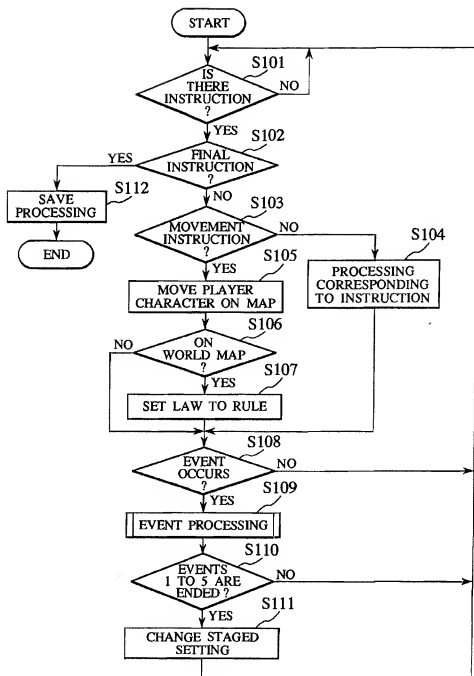 START
S101
IS
THERE
INSTRUCTION
?
NO
YES
S102
FINAL
INSTRUCTION
?
YES
NO
S112
SAVE
PROCESSING
END
S103
MOVEMENT
INSTRUCTION
?
NO
YES
S104
PROCESSING
CORRESPONDING
TO INSTRUCTION
S105
MOVE PLAYER
CHARACTER ON MAP
S106
ON
WORLD MAP
?
NO
YES
S107
SET LAW TO RULE
S108
EVENT
OCCURS
?
NO
YES
S109
EVENT PROCESSING
S110
EVENTS
1 TO 5 ARE
ENDED ?
NO
YES
S111
CHANGE STAGED
SETTING